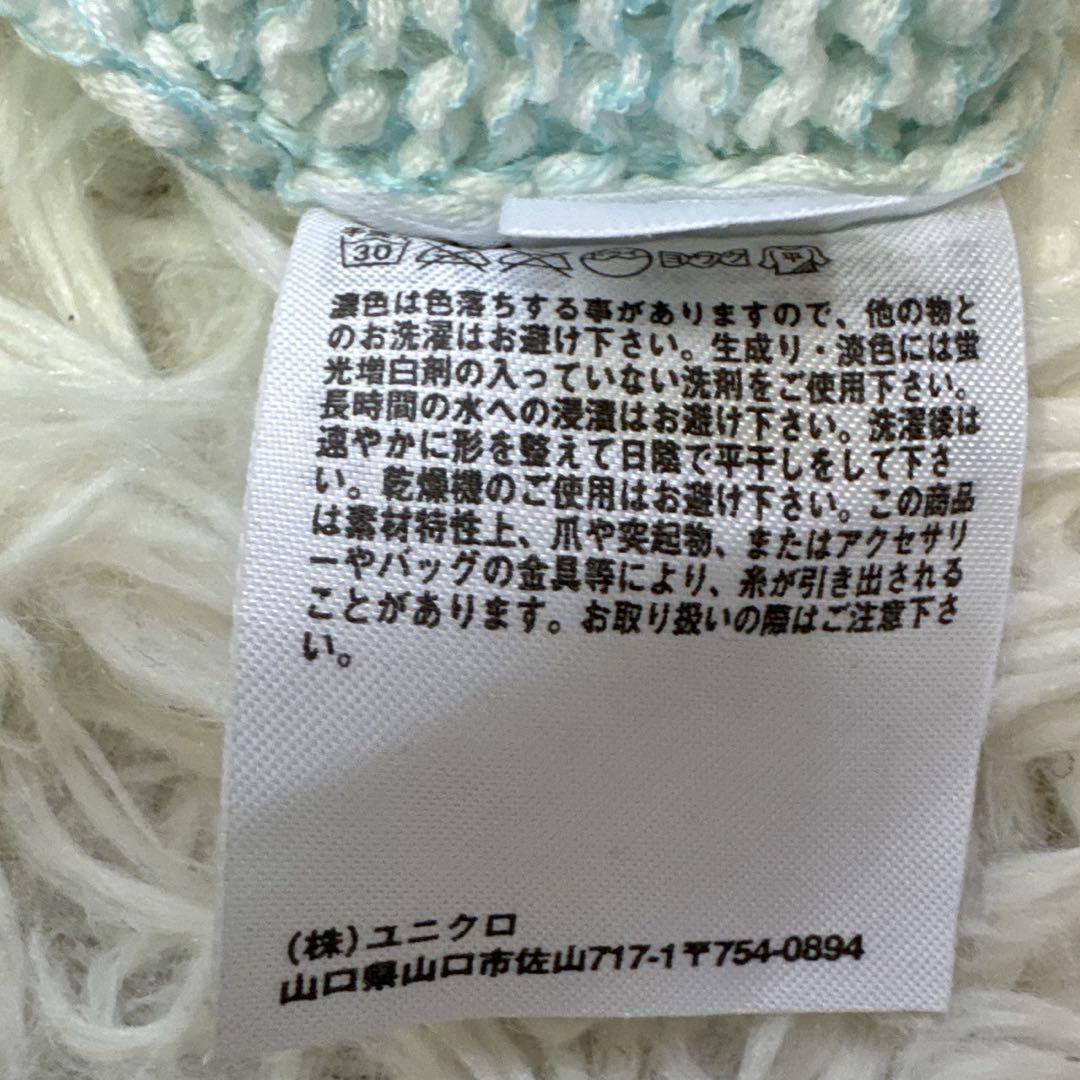 30
濃色は色落ちする事がありますので、他の物と
のお洗濯はお避け下さい。生成り・淡色には蛍
光増白剤の入っていない洗剤をご使用下さい。
長時間の水への浸漬はお避け下さい。洗濯後は
速やかに形を整えて日陰で平干しをして下さ
い。乾燥機のご使用はお避け下さい。この商品
は素材特性上、爪や突起物、またはアクセサリ
ーやバッグの金具等により、糸が引き出される
ことがあります。お取り扱いの際はご注意下さ
い。
(株)ユニクロ
山口県山口市佐山717-1〒754-0894